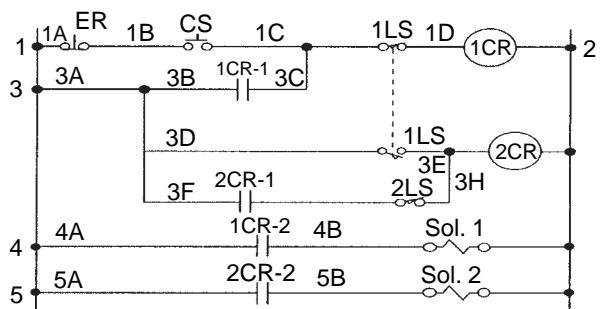 ER CS
1A 1B 1C 1LS 1D 1CR
1 2
3 3A 3B 1CR-1 3C
3D 1LS 2CR
3E
3F 2CR-1 2LS 3H
4 4A 1CR-2 4B Sol. 1
5 5A 2CR-2 5B Sol. 2